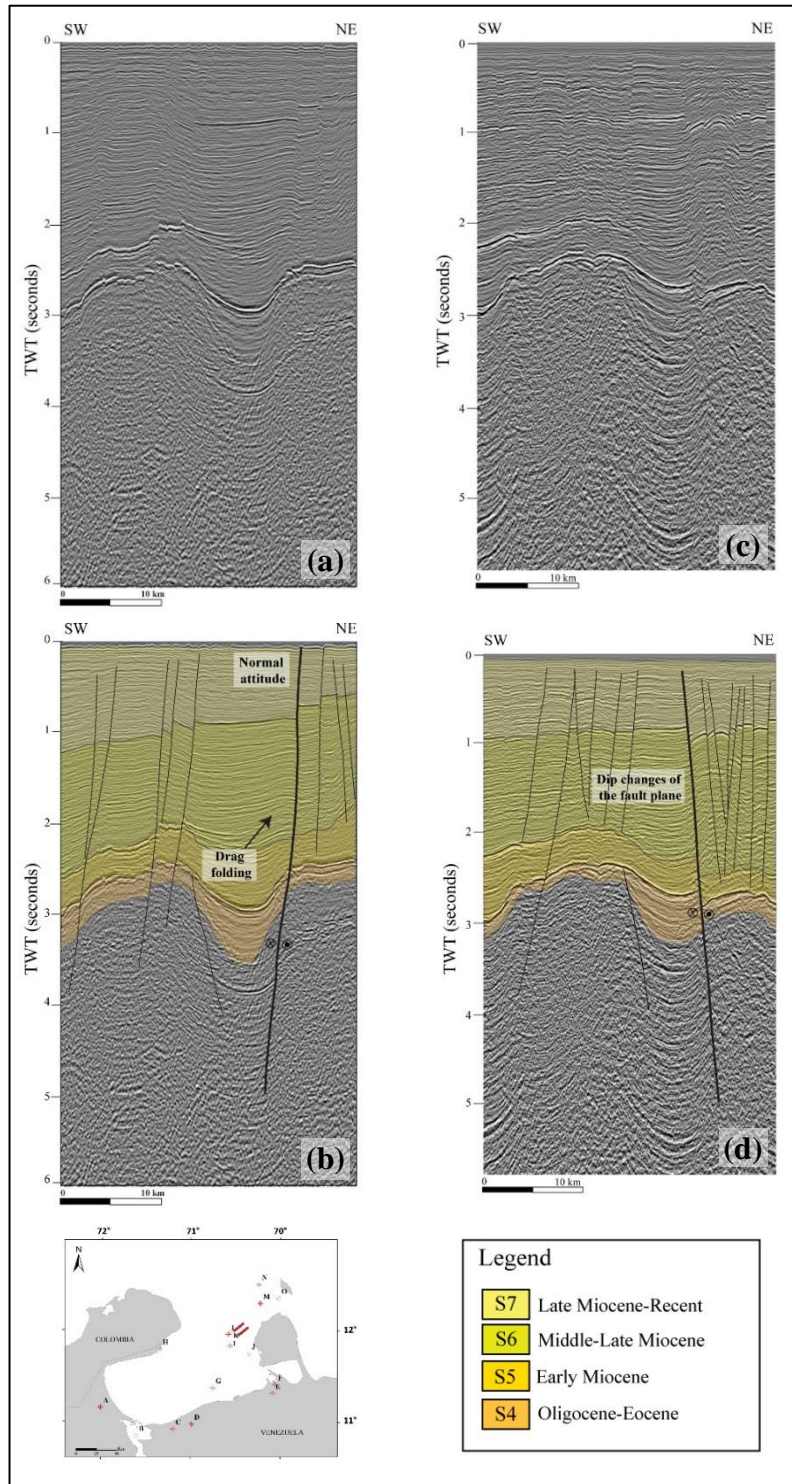 SW NE
0
1
2
3
4
5
6
TWT (seconds)
(a)
0 10 km
SW NE
0
1
2
3
4
5
TWT (seconds)
(c)
0 10 km
SW NE
0
1
2
3
4
5
6
TWT (seconds)
Normal
attitude
Drag
folding
(b)
0 10 km
SW NE
0
1
2
3
4
5
TWT (seconds)
Dip changes of
the fault plane
(d)
0 10 km
72° 71° 70°
N
N
O
M
L
12°
COLOMBIA
K
H
I
J
G
F
E
A
11°
B
C
D
VENEZUELA
Legend
S7 Late Miocene-Recent
S6 Middle-Late Miocene
S5 Early Miocene
S4 Oligocene-Eocene